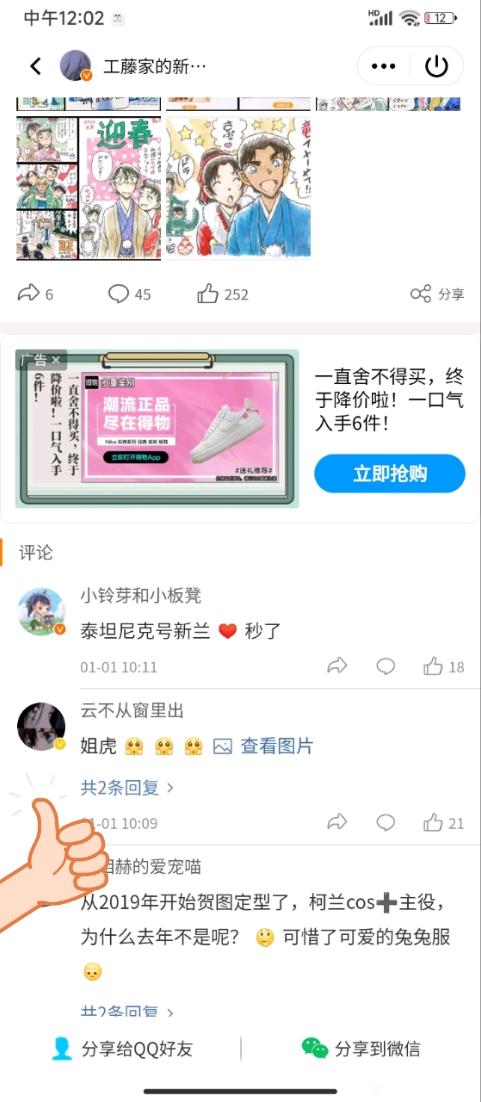 中午12:02
HD
12
工藤家的新…
迎春
6
45
252
分享
广告 ×
一直舍不得买，终于
降价啦！一口气入手
6件！
得物
潮流正品
尽在得物
立即打开得物App
#送礼推荐#
一直舍不得买，终
于降价啦！一口气
入手6件！
立即抢购
评论
小铃芽和小板凳
泰坦尼克号新兰 ❤️ 秒了
01-01 10:11
18
云不从窗里出
姐虎 🥺 🥺 🥺 查看图片
共2条回复 >
-01 10:09
21
相赫的爱宠喵
从2019年开始贺图定型了，柯兰cos➕主役，
为什么去年不是呢？ 🙂 可惜了可爱的兔兔服
😞
共2条回复 >
分享给QQ好友
分享到微信